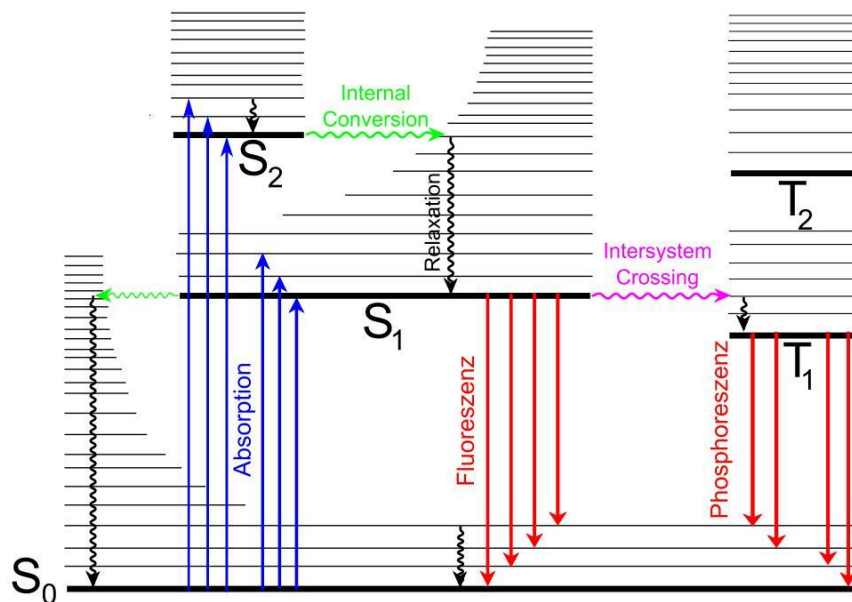 Internal
Conversion
S2
T2
Relaxation
Intersystem
Crossing
S1
T1
Absorption
Fluoreszenz
Phosphoreszenz
S0